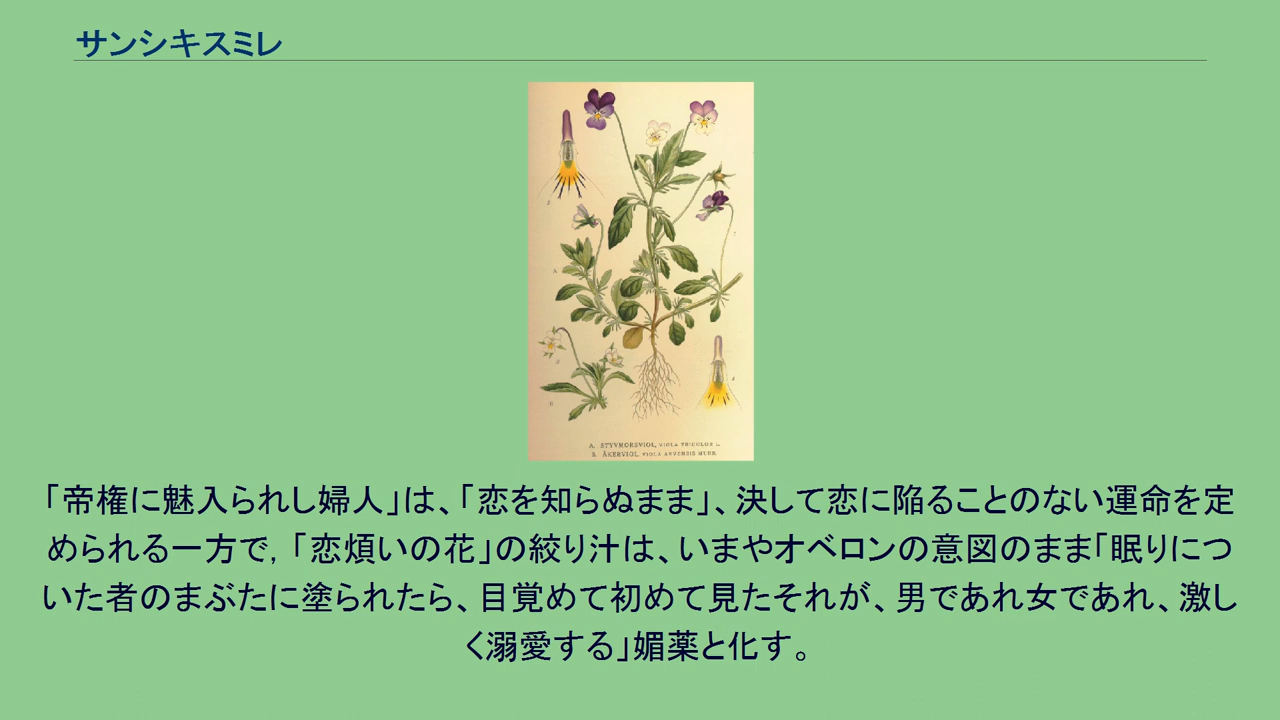 サンシキスミレ
A. STYVMORSVIOL, VIOLA TRICOLOR L.
B. ÅKERVIOL, VIOLA ARVENSIS MURR.
「帝権に魅入られし婦人」は、「恋を知らぬまま」、決して恋に陥ることのない運命を定
められる一方で，「恋煩いの花」の絞り汁は、いまやオベロンの意図のまま「眠りにつ
いた者のまぶたに塗られたら、目覚めて初めて見たそれが、男であれ女であれ、激し
く溺愛する」媚薬と化す。